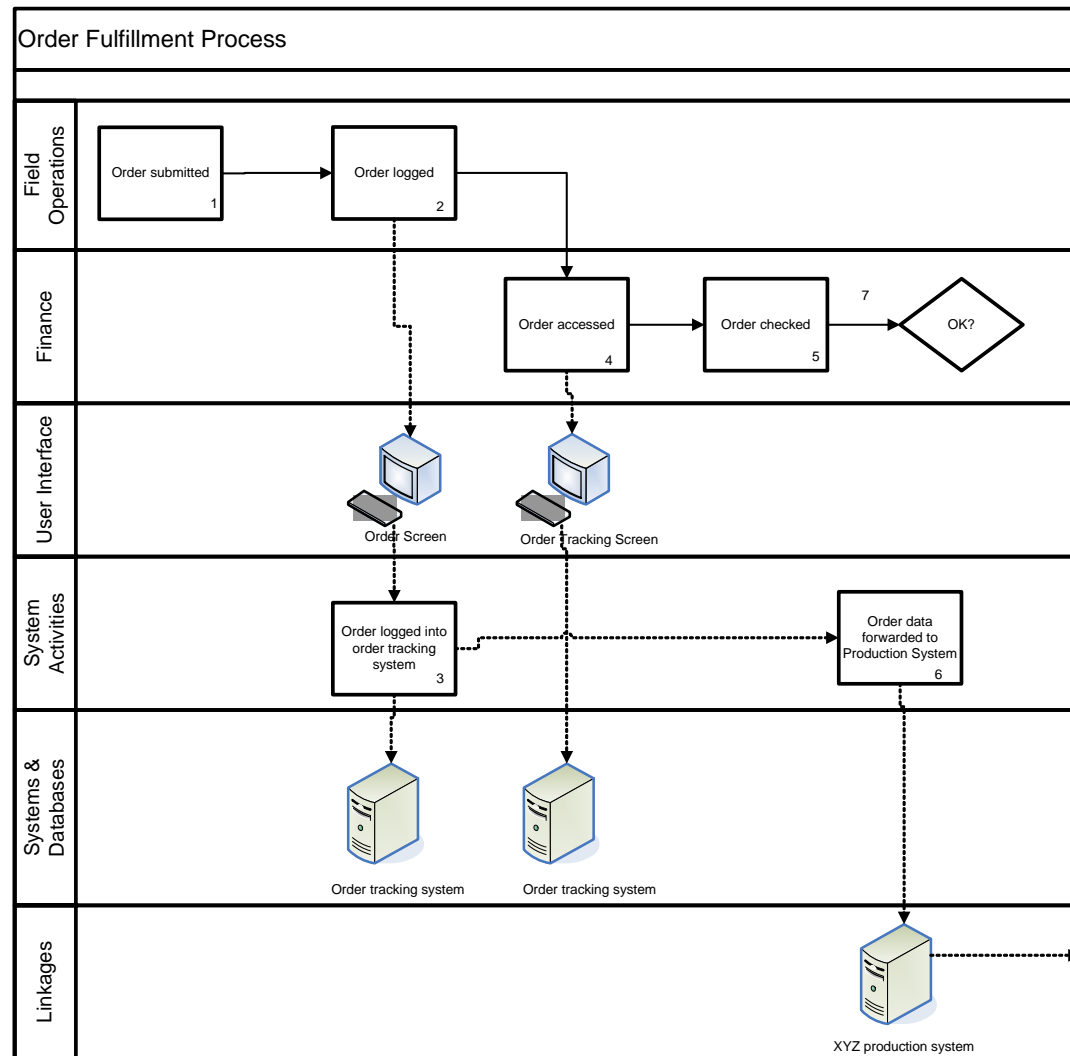 Order Fulfillment Process
Field
Operations
Order submitted
1
Order logged
2
Finance
Order accessed
4
Order checked
5
7
OK?
User Interface
Order Screen
Order Tracking Screen
System
Activities
Order logged into
order tracking
system
3
Order data
forwarded to
Production System
6
Systems &
Databases
Order tracking system
Order tracking system
Linkages
XYZ production system